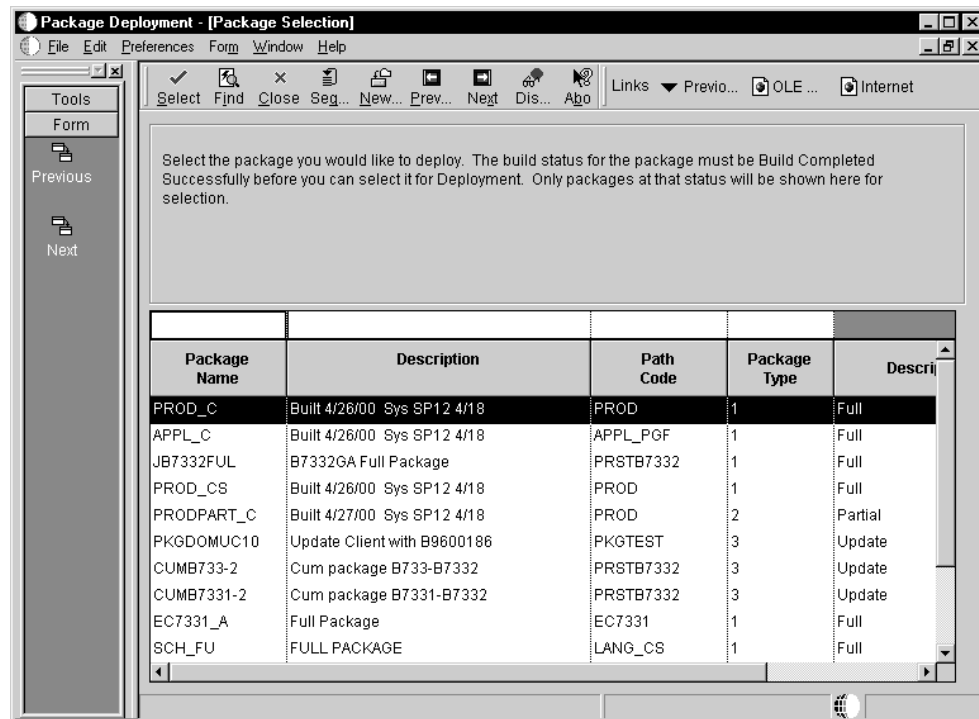 Package Deployment - [Package Selection]
File Edit Preferences Form Window Help
Tools
Form
Previous
Next
Select Find Close Seq... New... Prev... Next Dis... Abo Links Previo... OLE ... Internet
Select the package you would like to deploy. The build status for the package must be Build Completed
Successfully before you can select it for Deployment. Only packages at that status will be shown here for
selection.
Package Name Description Path Code Package Type Descrip
PROD_C Built 4/26/00 Sys SP12 4/18 PROD 1 Full
APPL_C Built 4/26/00 Sys SP12 4/18 APPL_PGF 1 Full
JB7332FUL B7332GA Full Package PRSTB7332 1 Full
PROD_CS Built 4/26/00 Sys SP12 4/18 PROD 1 Full
PRODPART_C Built 4/27/00 Sys SP12 4/18 PROD 2 Partial
PKGDOMUC10 Update Client with B9600186 PKGTEST 3 Update
CUMB733-2 Cum package B733-B7332 PRSTB7332 3 Update
CUMB7331-2 Cum package B7331-B7332 PRSTB7332 3 Update
EC7331_A Full Package EC7331 1 Full
SCH_FU FULL PACKAGE LANG_CS 1 Full